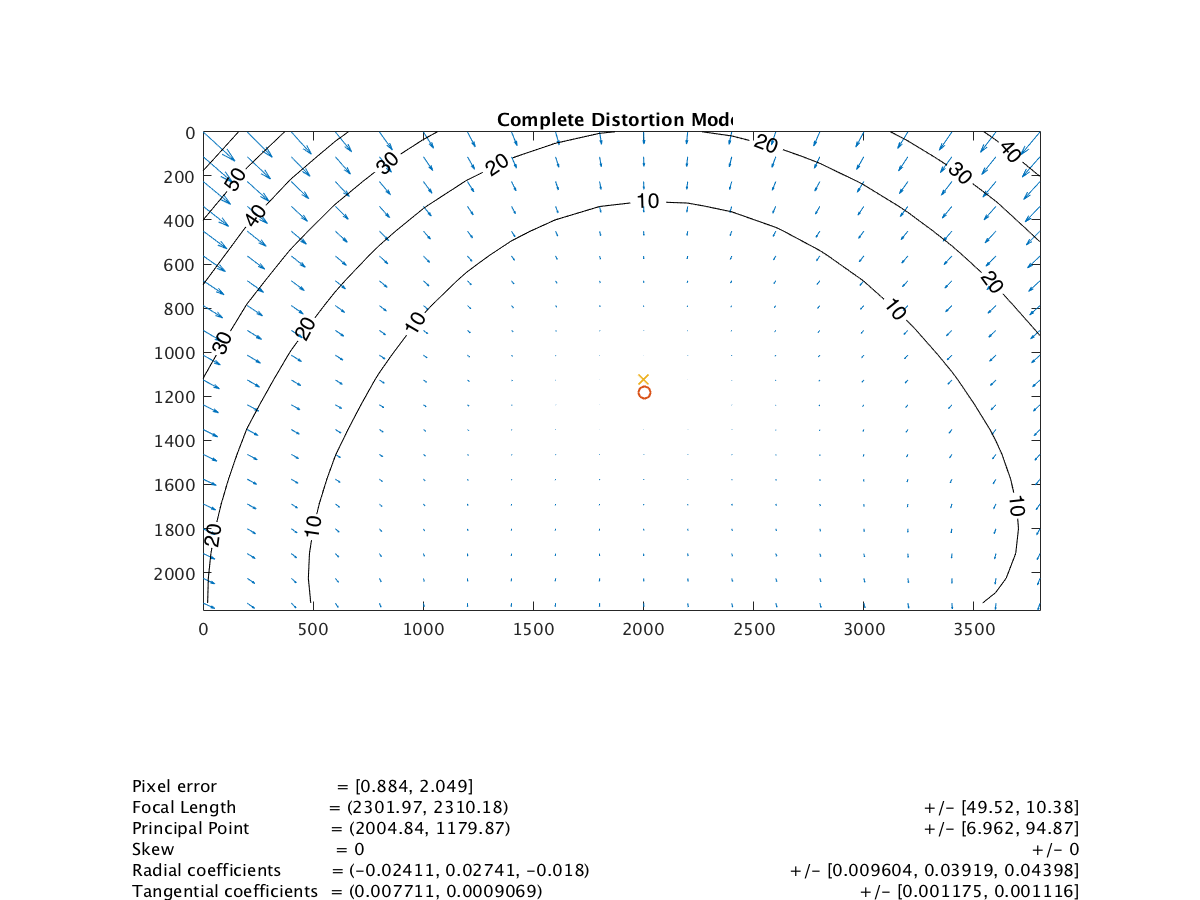 Complete Distortion Mod
0
200
400
600
800
1000
1200
1400
1600
1800
2000
0 500 1000 1500 2000 2500 3000 3500
50 40 30 20 10 20 30 40
30 20 10 10 20
20 10 10
Pixel error = [0.884, 2.049]
Focal Length = (2301.97, 2310.18) +/- [49.52, 10.38]
Principal Point = (2004.84, 1179.87) +/- [6.962, 94.87]
Skew = 0 +/- 0
Radial coefficients = (-0.02411, 0.02741, -0.018) +/- [0.009604, 0.03919, 0.04398]
Tangential coefficients = (0.007711, 0.0009069) +/- [0.001175, 0.001116]